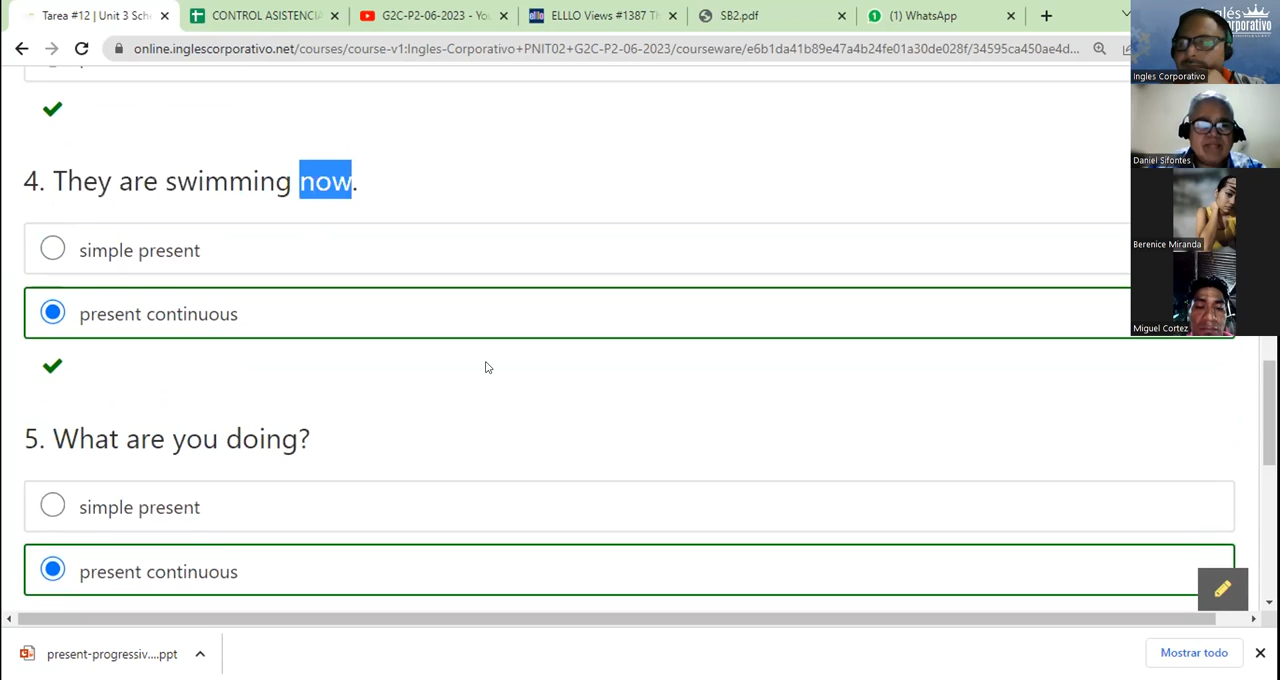 Tarea #12 | Unit 3 Sch
CONTROL ASISTENCIA
G2C-P2-06-2023 - Yo
ELLLO Views #1387 T
SB2.pdf
(1) WhatsApp
online.inglescorporativo.net/courses/course-v1:Ingles-Corporativo+PNIT02+G2C-P2-06-2023/courseware/e6b1da41b89e47a4b24fe01a30de028f/34595ca450ae4d...
Inglés
Corporativo
Ingles Corporativo
Daniel Sifontes
Berenice Miranda
Miguel Cortez
4. They are swimming now.
simple present
present continuous
5. What are you doing?
simple present
present continuous
present-progressiv....ppt
Mostrar todo